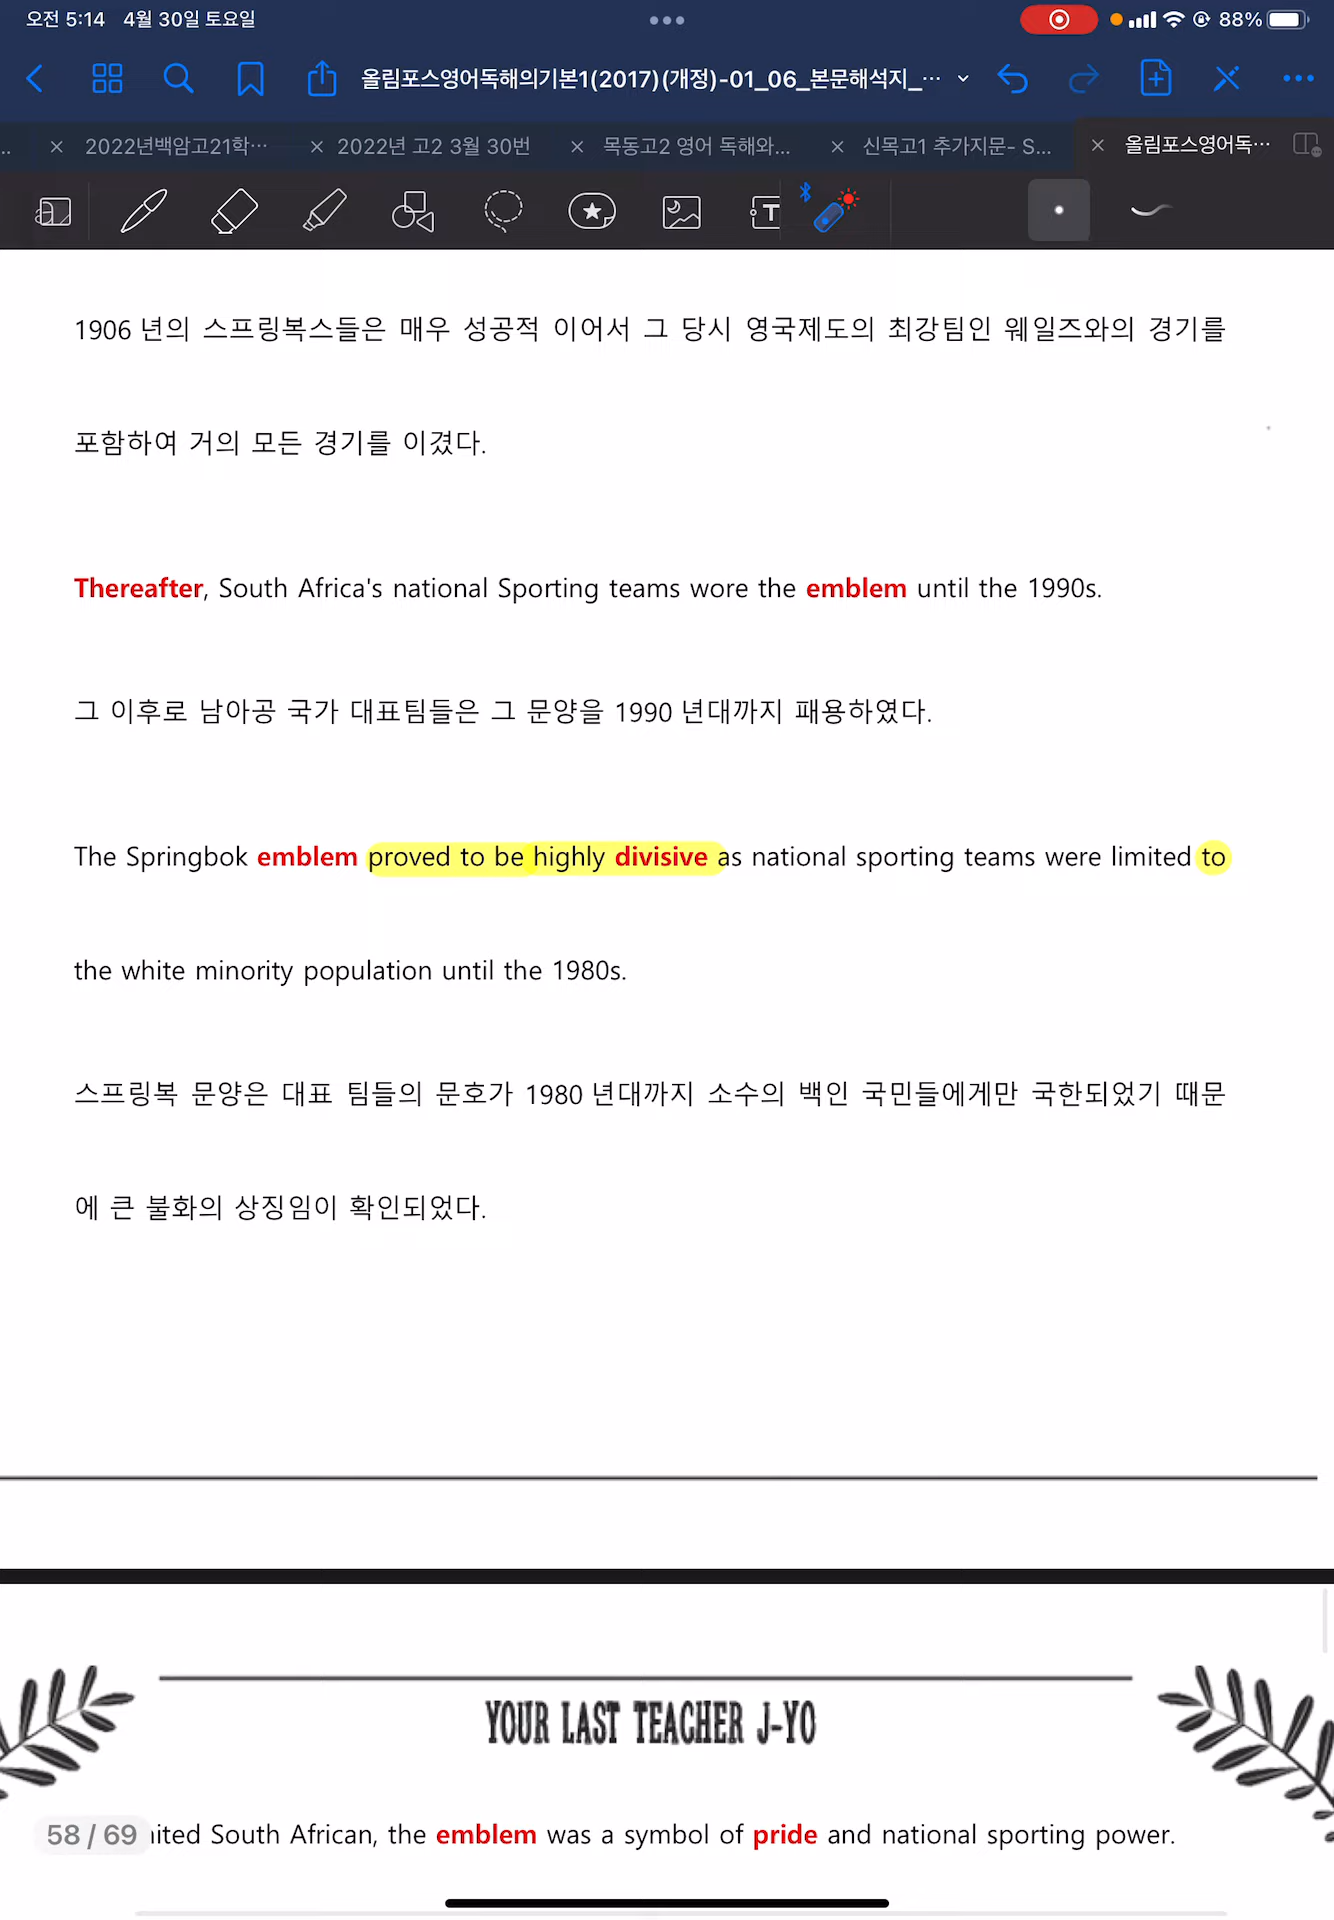 오전 5:14 4월 30일 토요일
88%
올림포스영어독해의기본1(2017)(개정)-01_06_본문해석지_…
2022년백암고21학…
2022년 고2 3월 30번
목동고2 영어 독해와...
신목고1 추가지문- S...
올림포스영어독…
1906 년의 스프링복스들은 매우 성공적 이어서 그 당시 영국제도의 최강팀인 웨일즈와의 경기를
포함하여 거의 모든 경기를 이겼다.
Thereafter, South Africa's national Sporting teams wore the emblem until the 1990s.
그 이후로 남아공 국가 대표팀들은 그 문양을 1990 년대까지 패용하였다.
The Springbok emblem proved to be highly divisive as national sporting teams were limited to
the white minority population until the 1980s.
스프링복 문양은 대표 팀들의 문호가 1980 년대까지 소수의 백인 국민들에게만 국한되었기 때문
에 큰 불화의 상징임이 확인되었다.
YOUR LAST TEACHER J-YO
58 / 69 ited South African, the emblem was a symbol of pride and national sporting power.